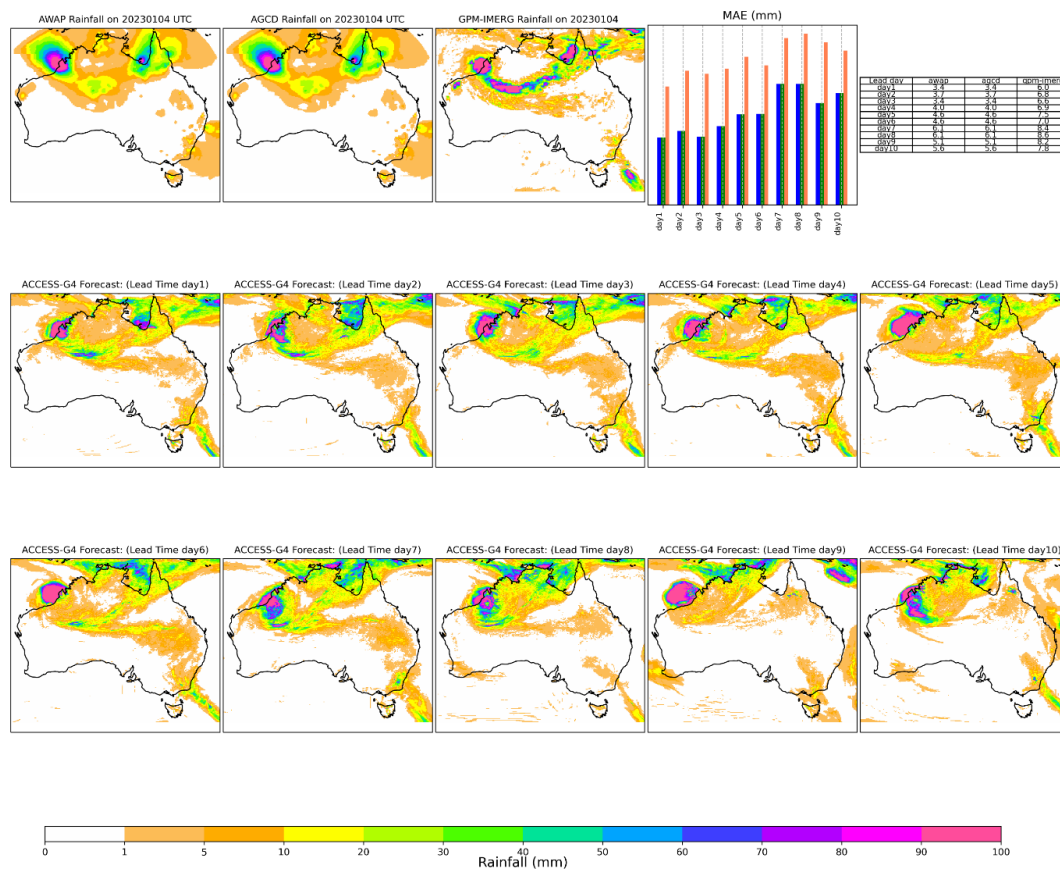 AWAP Rainfall on 20230104 UTC
AGCD Rainfall on 20230104 UTC
GPM-IMERG Rainfall on 20230104
MAE (mm)
day1
day2
day3
day4
day5
day6
day7
day8
day9
day10
Lead day awap agcd gpm-imerg
day1 3.4 3.4 6.0
day2 3.7 3.7 6.8
day3 3.4 3.4 6.6
day4 4.0 4.0 6.9
day5 4.6 4.6 7.5
day6 4.6 4.6 7.0
day7 6.1 6.1 8.4
day8 6.1 6.1 8.6
day9 5.1 5.1 8.2
day10 5.6 5.6 7.8
ACCESS-G4 Forecast: (Lead Time day1)
ACCESS-G4 Forecast: (Lead Time day2)
ACCESS-G4 Forecast: (Lead Time day3)
ACCESS-G4 Forecast: (Lead Time day4)
ACCESS-G4 Forecast: (Lead Time day5)
ACCESS-G4 Forecast: (Lead Time day6)
ACCESS-G4 Forecast: (Lead Time day7)
ACCESS-G4 Forecast: (Lead Time day8)
ACCESS-G4 Forecast: (Lead Time day9)
ACCESS-G4 Forecast: (Lead Time day10)
0 1 5 10 20 30 40 50 60 70 80 90 100
Rainfall (mm)